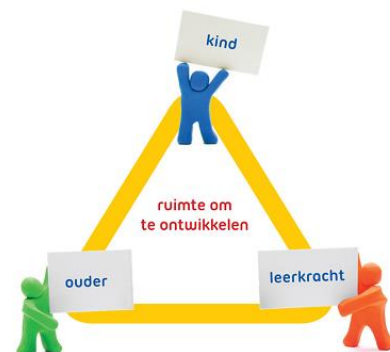 kind
ruimte om
te ontwikkelen
ouder
leerkracht